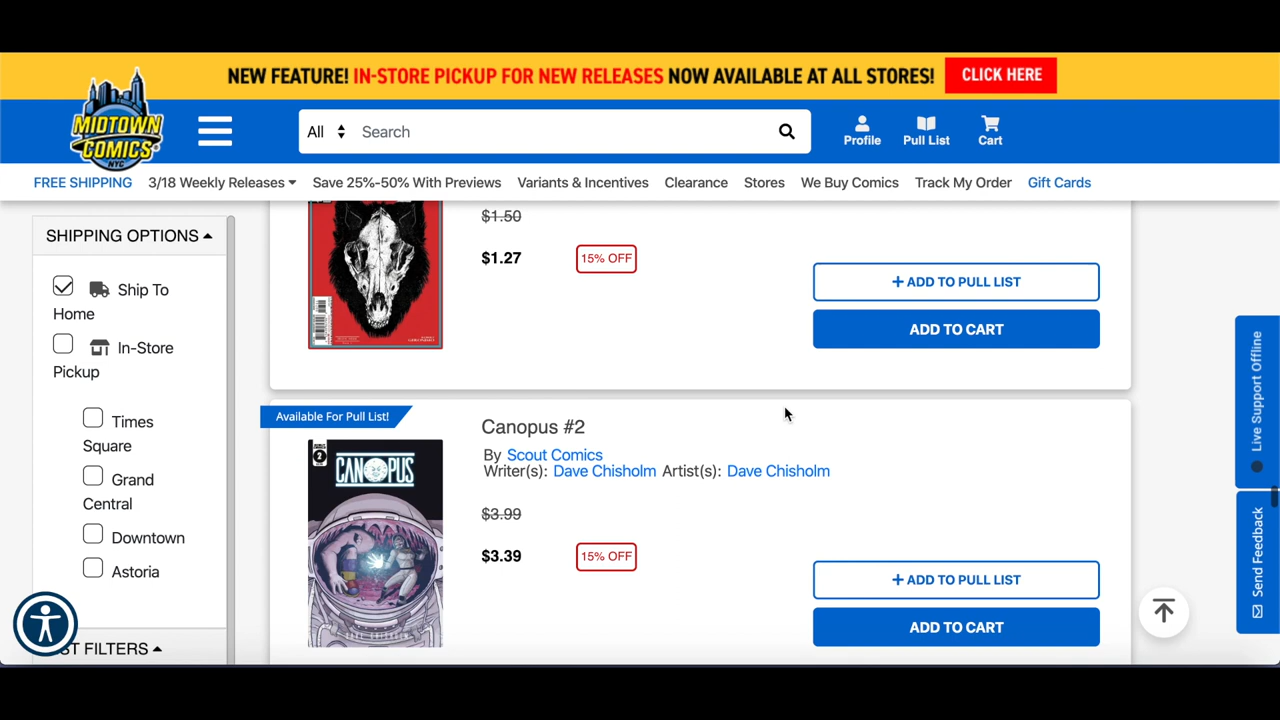 NEW FEATURE! IN-STORE PICKUP FOR NEW RELEASES NOW AVAILABLE AT ALL STORES! CLICK HERE
MIDTOWN
COMICS
NYC
All Search
Profile Pull List Cart
FREE SHIPPING 3/18 Weekly Releases Save 25%-50% With Previews Variants & Incentives Clearance Stores We Buy Comics Track My Order Gift Cards
SHIPPING OPTIONS
Ship To
Home
In-Store
Pickup
Times
Square
Grand
Central
Downtown
Astoria
ST FILTERS
$1.50
$1.27 15% OFF
+ ADD TO PULL LIST
ADD TO CART
Available For Pull List!
Canopus #2
By Scout Comics
Writer(s): Dave Chisholm Artist(s): Dave Chisholm
$3.99
$3.39 15% OFF
+ ADD TO PULL LIST
ADD TO CART
2
CANOPUS
DAVE CHISHOLM
Live Support Offline
Send Feedback